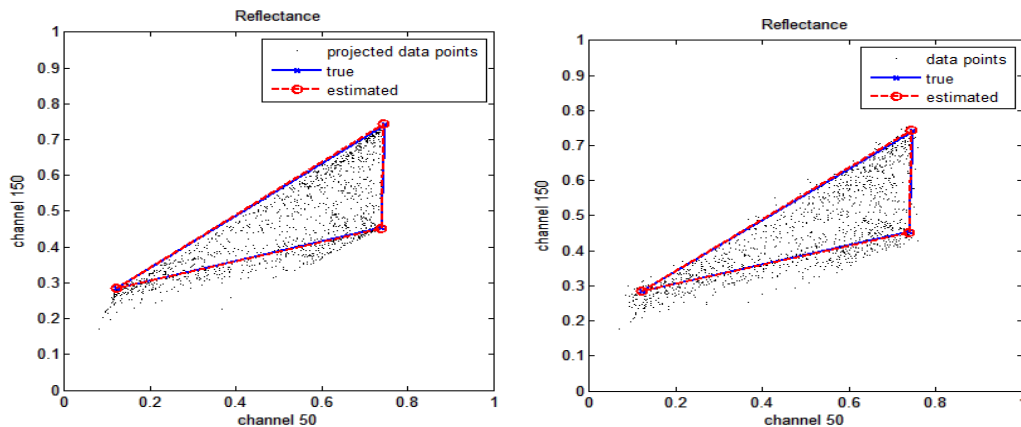 Reflectance
1
0.9
0.8
0.7
0.6
0.5
0.4
0.3
0.2
0.1
0
channel 150
projected data points
true
estimated
0 0.2 0.4 0.6 0.8 1
channel 50
Reflectance
1
0.9
0.8
0.7
0.6
0.5
0.4
0.3
0.2
0.1
0
channel 150
data points
true
estimated
0 0.2 0.4 0.6 0.8 1
channel 50